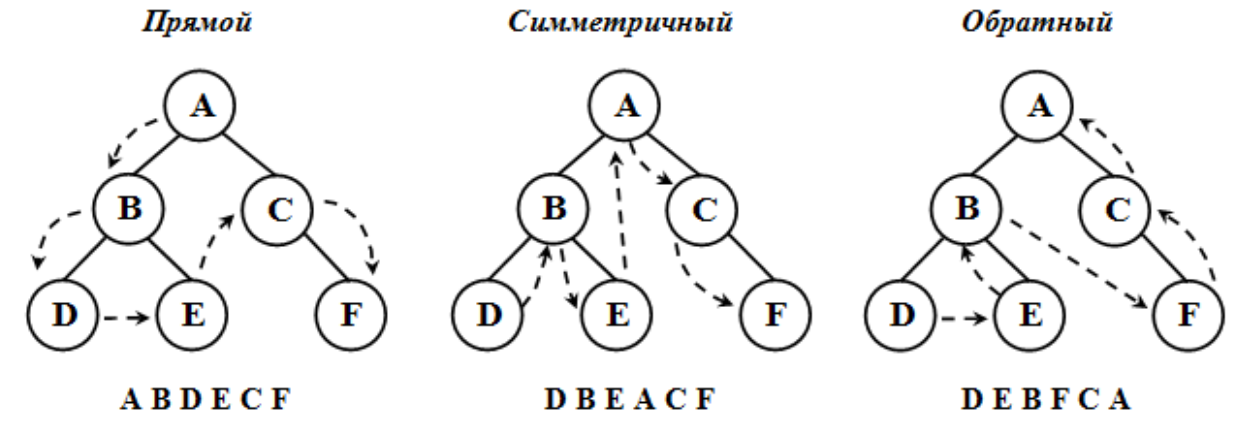 Прямой Симметричный Обратный
A A A
B C B C B C
D E F D E F D E F
A B D E C F D B E A C F D E B F C A